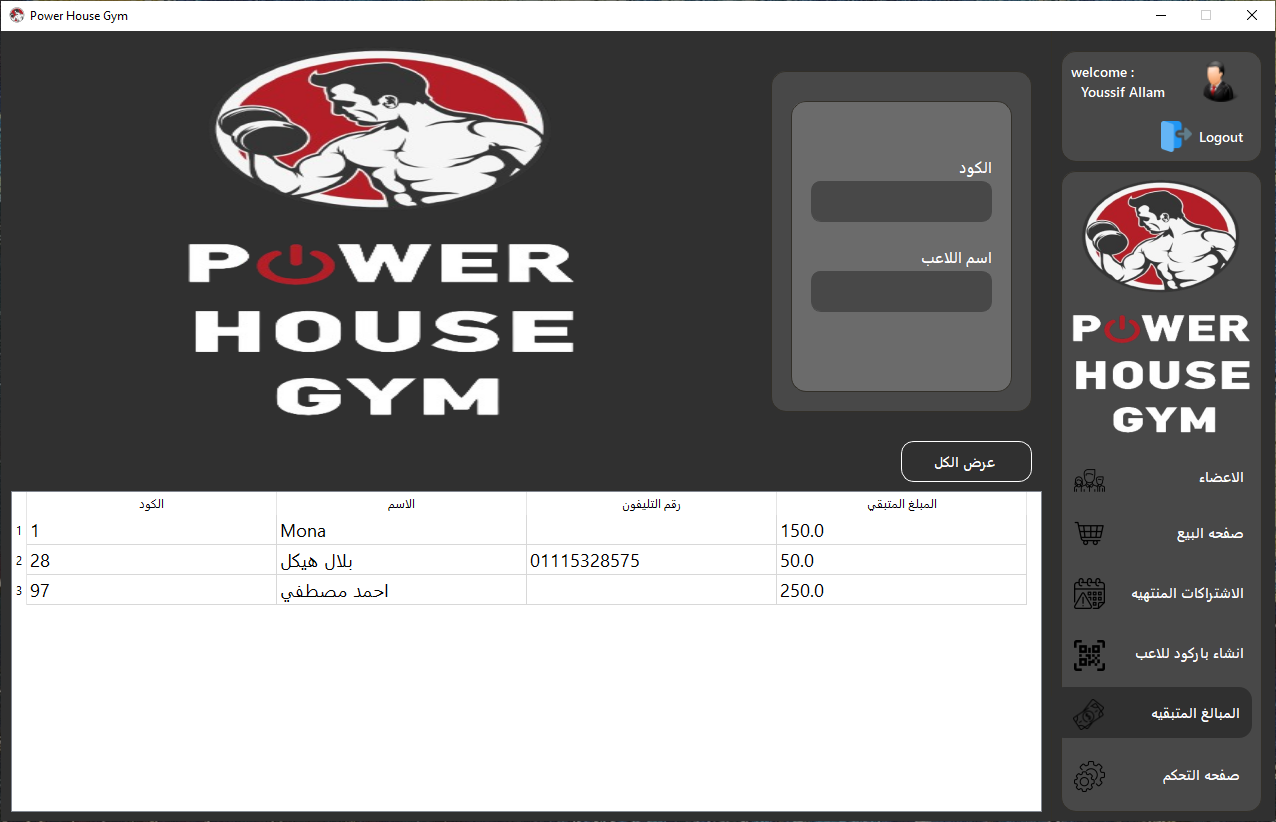 Power House Gym
welcome :
Youssif Allam
Logout
POWER
HOUSE
GYM
الكود
اسم اللاعب
عرض الكل
POWER
HOUSE
GYM
الاعضاء
صفحه البيع
الاشتراكات المنتهيه
انشاء باركود للاعب
المبالغ المتبقيه
صفحه التحكم
الكود الاسم رقم التليفون المبلغ المتبقي
1 1 Mona 150.0
2 28 بلال هيكل 01115328575 50.0
3 97 احمد مصطفي 250.0